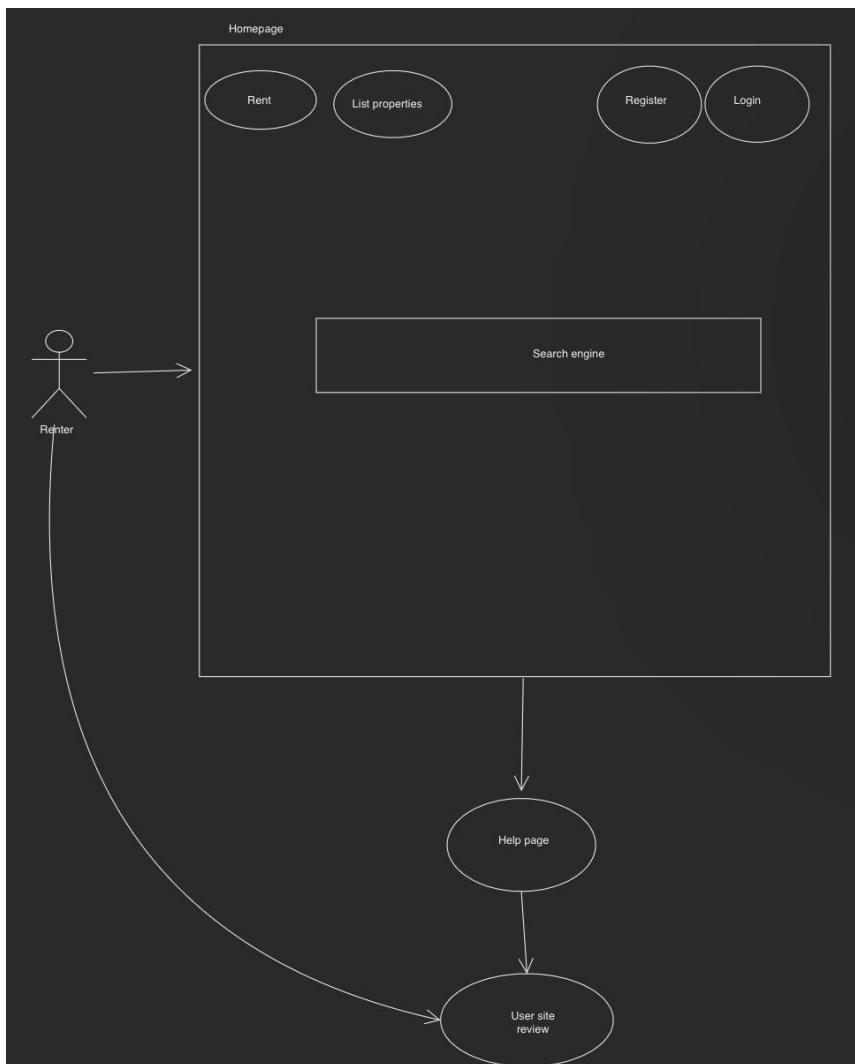 Homepage
Rent
List properties
Register
Login
Search engine
Renter
Help page
User site
review